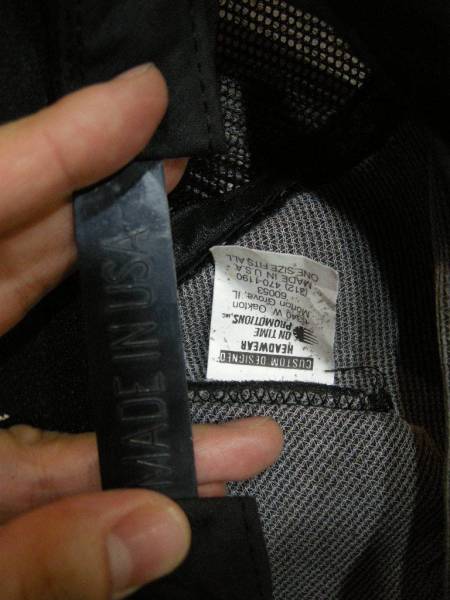 MADE IN USA
CUSTOM DESIGNED
HEADWEAR
ON TIME
PROMOTIONS, INC.
W. Oakton
Morton Grove, IL
60053
(312) 470-1190
MADE IN U.S.A.
ONE SIZE FITS ALL